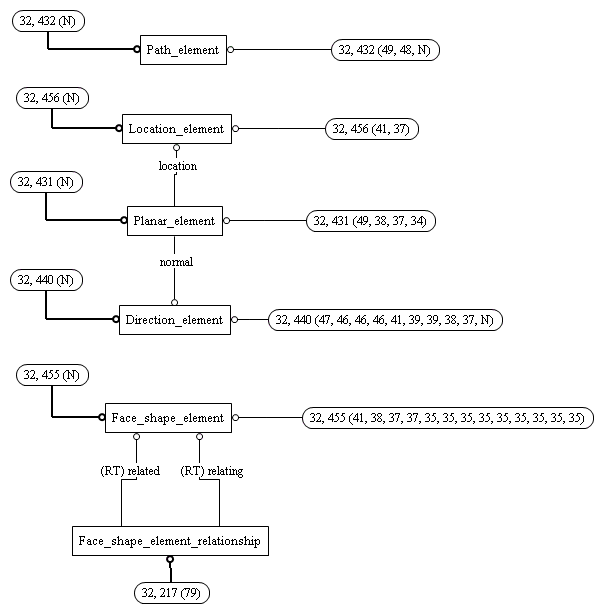 32, 432 (N)
Path_element
32, 432 (49, 48, N)
32, 456 (N)
Location_element
32, 456 (41, 37)
location
32, 431 (N)
Planar_element
32, 431 (49, 38, 37, 34)
normal
32, 440 (N)
Direction_element
32, 440 (47, 46, 46, 46, 41, 39, 39, 38, 37, N)
32, 455 (N)
Face_shape_element
32, 455 (41, 38, 37, 37, 35, 35, 35, 35, 35, 35, 35, 35, 35)
(RT) related
(RT) relating
Face_shape_element_relationship
32, 217 (79)